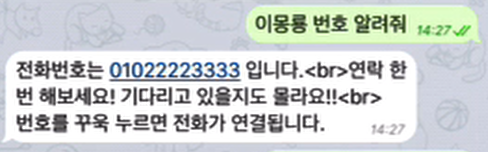 이몽룡 번호 알려줘 14:27
전화번호는 01022223333 입니다.<br>연락 한
번 해보세요! 기다리고 있을지도 몰라요!!<br>
번호를 꾸욱 누르면 전화가 연결됩니다.
14:27